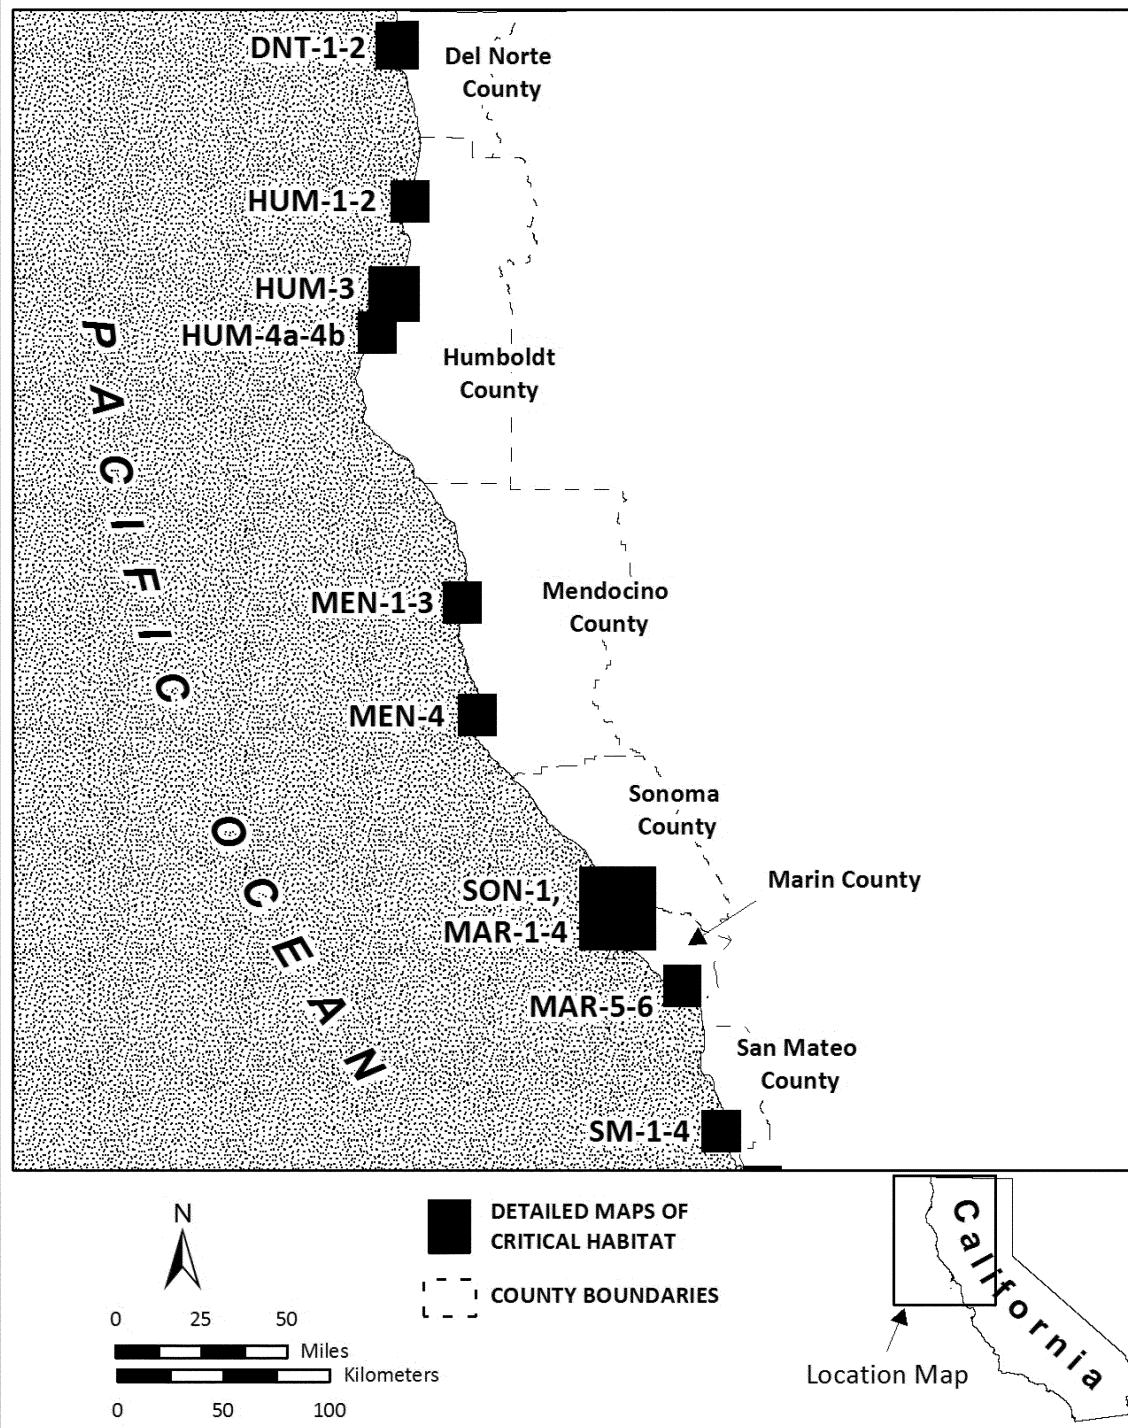 DNT-1-2
Del Norte
County
HUM-1-2
HUM-3
HUM-4a-4b
Humboldt
County
PACIFIC
OCEAN
MEN-1-3
Mendocino
County
MEN-4
Sonoma
County
Marin County
SON-1,
MAR-1-4
MAR-5-6
San Mateo
County
SM-1-4
N
DETAILED MAPS OF
CRITICAL HABITAT
COUNTY BOUNDARIES
0 25 50
Miles
Kilometers
0 50 100
California
Location Map